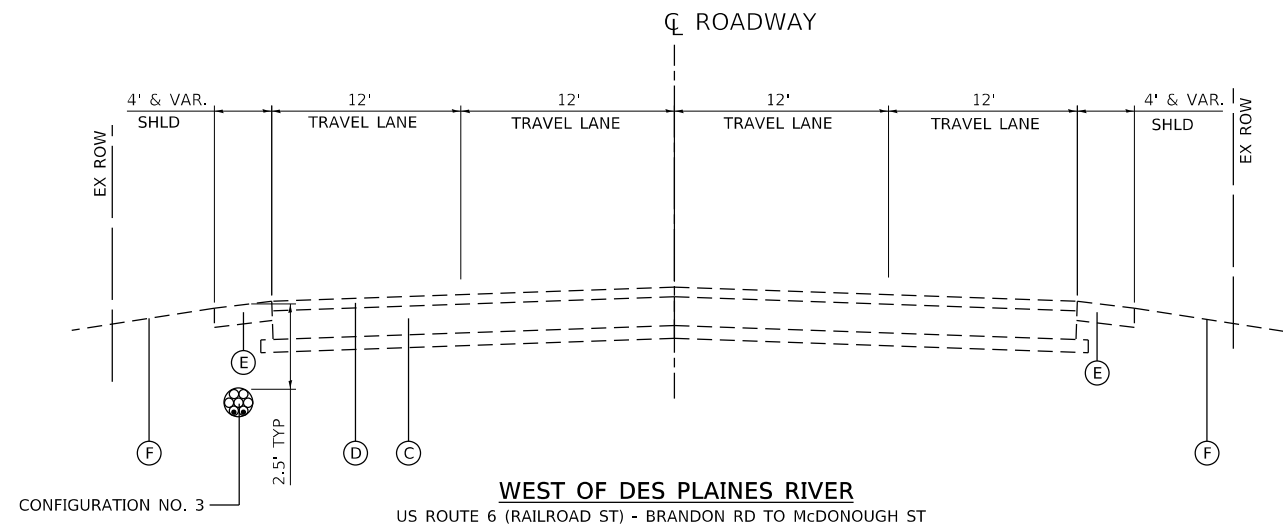 ℄ ROADWAY
4' & VAR.
SHLD
12'
TRAVEL LANE
12'
TRAVEL LANE
12'
TRAVEL LANE
12'
TRAVEL LANE
4' & VAR.
SHLD
EX ROW
EX ROW
E
E
2.5' TYP
F
D
C
F
CONFIGURATION NO. 3
WEST OF DES PLAINES RIVER
US ROUTE 6 (RAILROAD ST) - BRANDON RD TO McDONOUGH ST